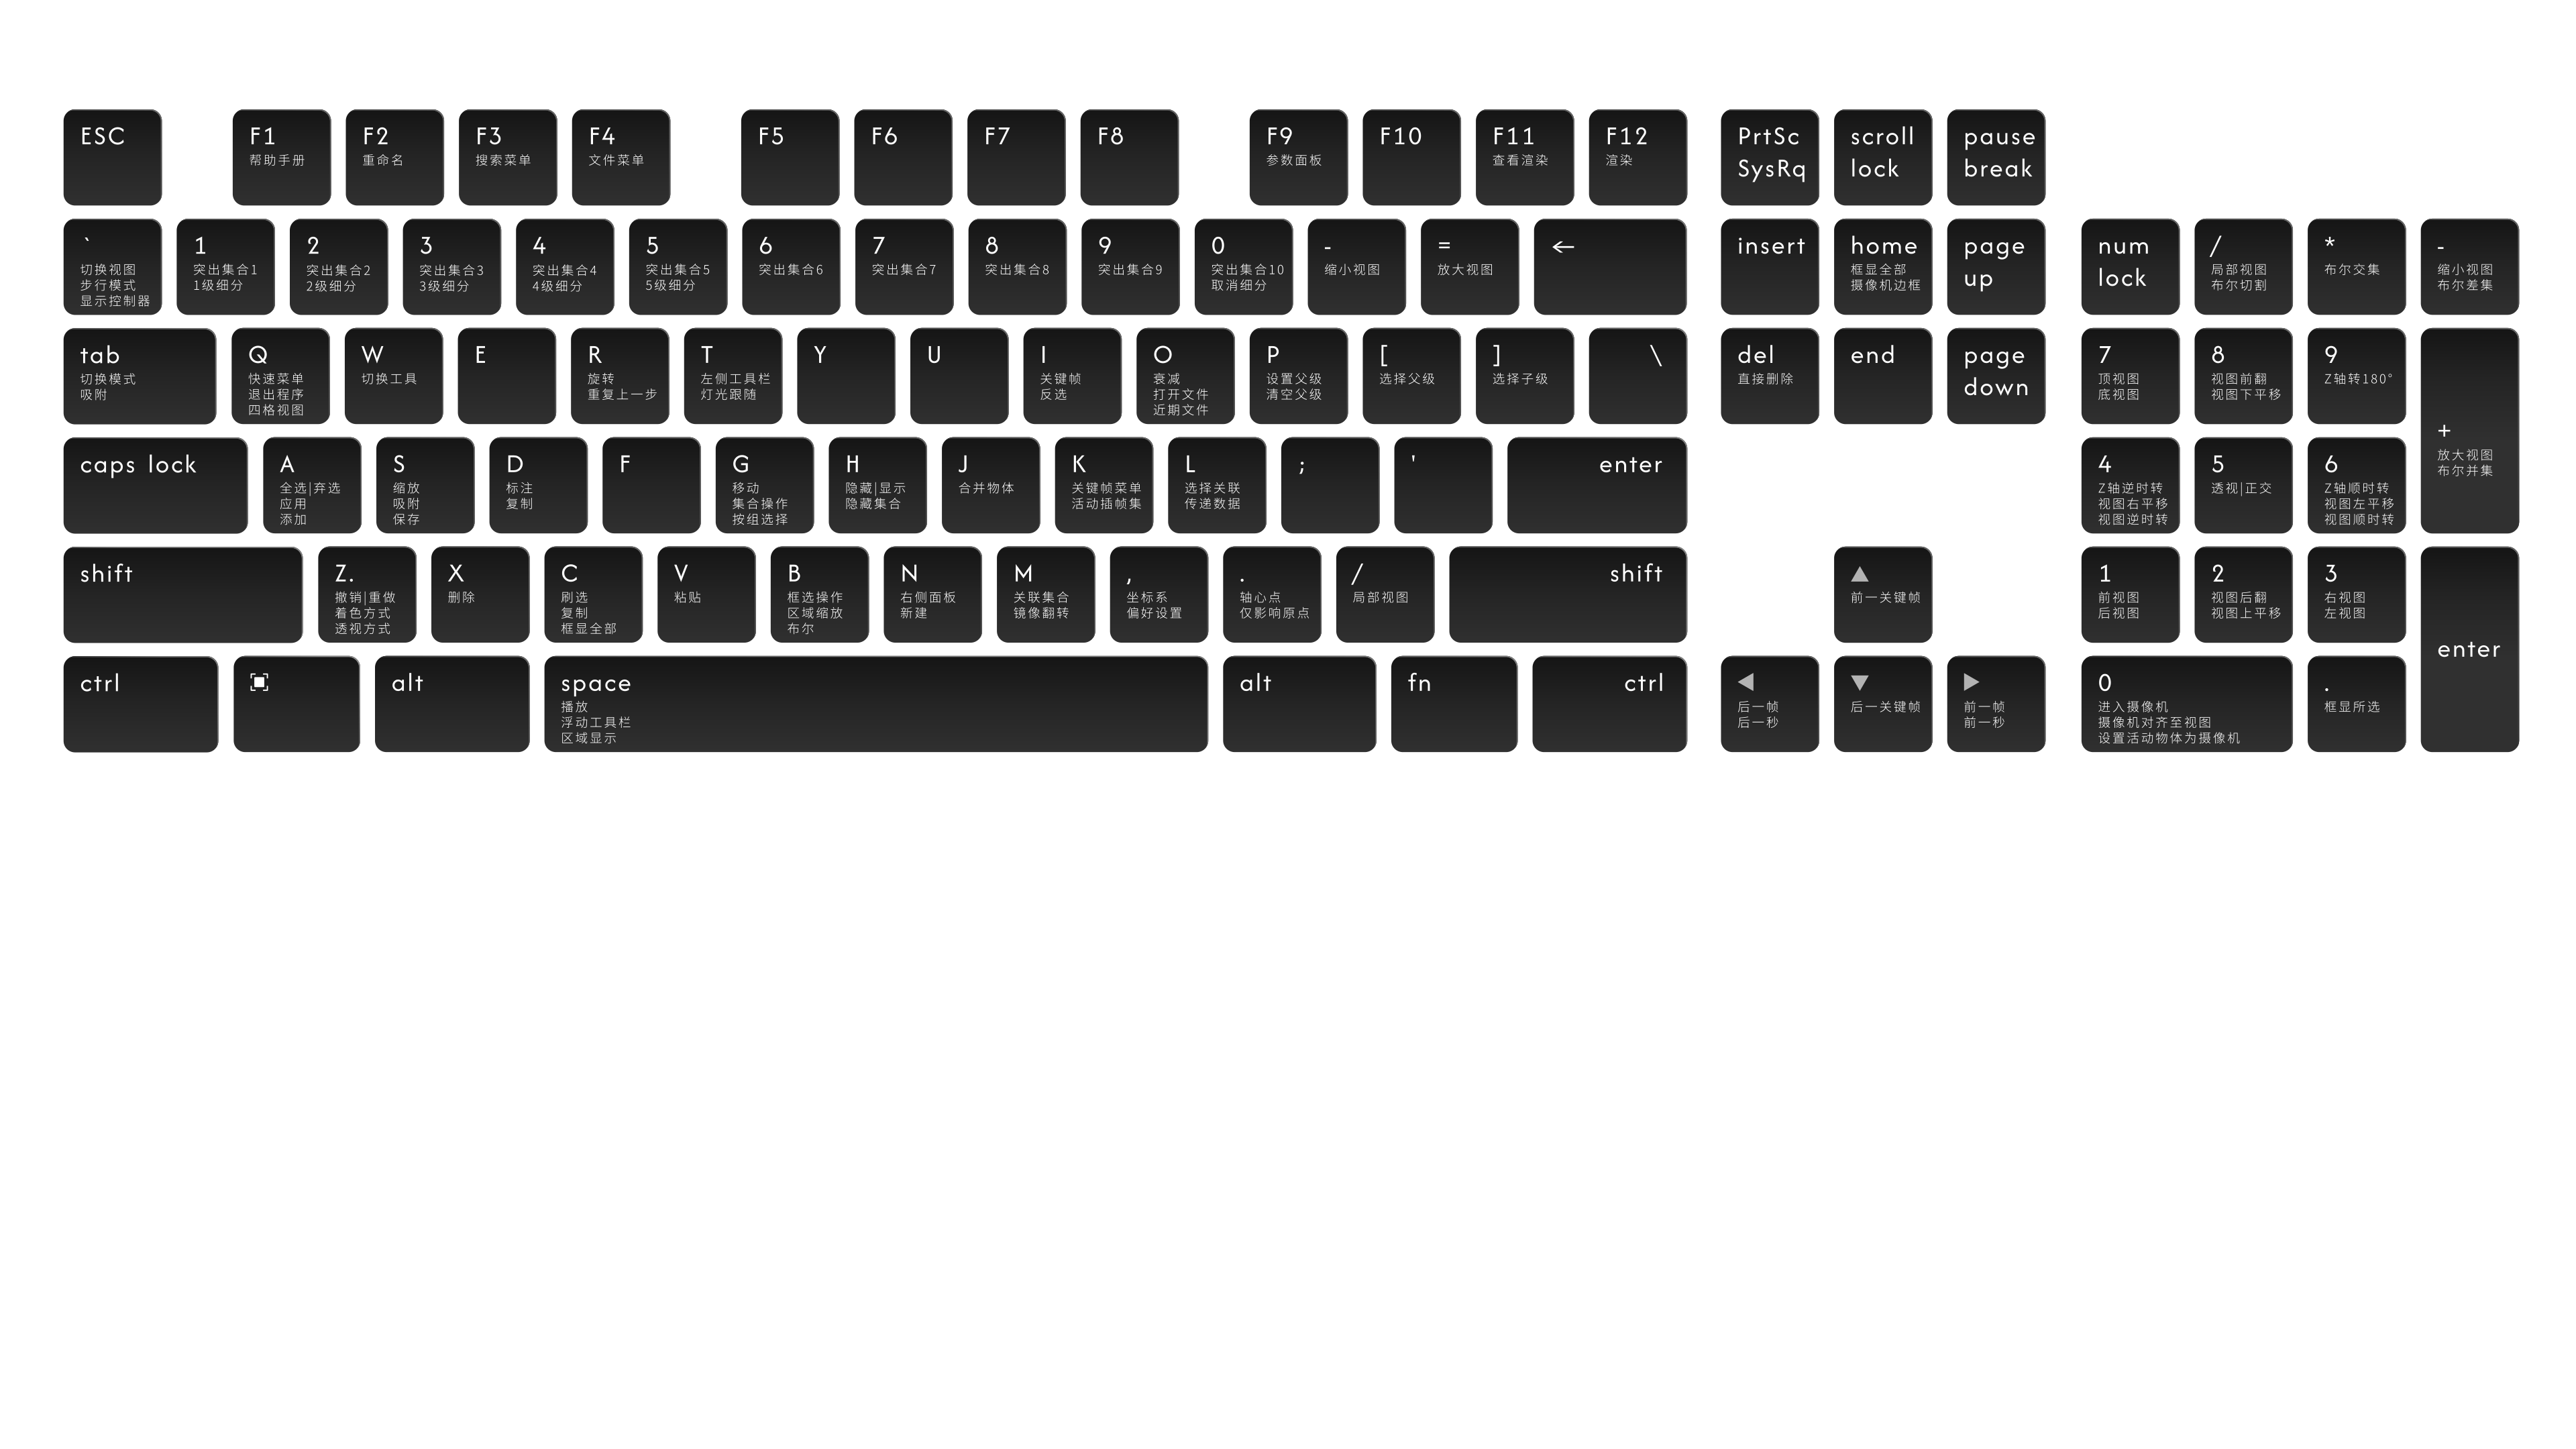 ESC
F1
帮助手册
F2
重命名
F3
搜索菜单
F4
文件菜单
F5
F6
F7
F8
F9
参数面板
F10
F11
查看渲染
F12
渲染
PrtSc
SysRq
scroll
lock
pause
break
`
切换视图
步行模式
显示控制器
1
突出集合1
1级细分
2
突出集合2
2级细分
3
突出集合3
3级细分
4
突出集合4
4级细分
5
突出集合5
5级细分
6
突出集合6
7
突出集合7
8
突出集合8
9
突出集合9
0
突出集合10
取消细分
-
缩小视图
=
放大视图
←
insert
home
框显全部
摄像机边框
page
up
num
lock
/
局部视图
布尔切割
*
布尔交集
-
缩小视图
布尔差集
tab
切换模式
吸附
Q
快速菜单
退出程序
四格视图
W
切换工具
E
R
旋转
重复上一步
T
左侧工具栏
灯光跟随
Y
U
I
关键帧
反选
O
衰减
打开文件
近期文件
P
设置父级
清空父级
[
选择父级
]
选择子级
\
del
直接删除
end
page
down
7
顶视图
底视图
8
视图前翻
视图下平移
9
Z轴转180°
+
放大视图
布尔并集
caps lock
A
全选|弃选
应用
添加
S
缩放
吸附
保存
D
标注
复制
F
G
移动
集合操作
按组选择
H
隐藏|显示
隐藏集合
J
合并物体
K
关键帧菜单
活动插帧集
L
选择关联
传递数据
;
'
enter
4
Z轴逆时转
视图右平移
视图逆时转
5
透视|正交
6
Z轴顺时转
视图左平移
视图顺时转
shift
Z.
撤销|重做
着色方式
透视方式
X
删除
C
刷选
复制
框显全部
V
粘贴
B
框选操作
区域缩放
布尔
N
右侧面板
新建
M
关联集合
镜像翻转
,
坐标系
偏好设置
.
轴心点
仅影响原点
/
局部视图
shift
▲
前一关键帧
1
前视图
后视图
2
视图后翻
视图上平移
3
右视图
左视图
enter
ctrl
alt
space
播放
浮动工具栏
区域显示
alt
fn
ctrl
◀
后一帧
后一秒
▼
后一关键帧
▶
前一帧
前一秒
0
进入摄像机
摄像机对齐至视图
设置活动物体为摄像机
.
框显所选